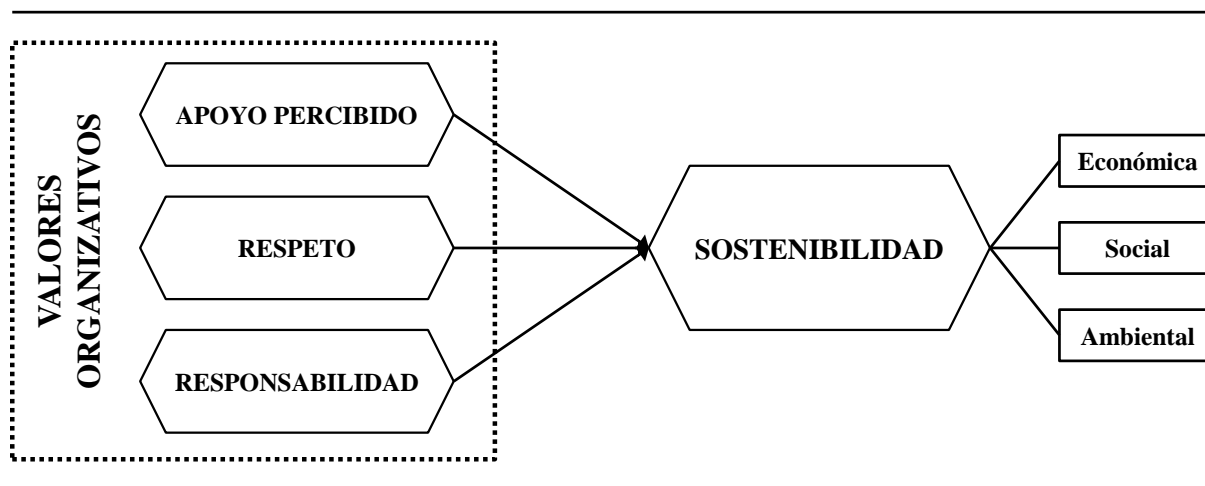 VALORES
ORGANIZATIVOS
APOYO PERCIBIDO
RESPETO
RESPONSABILIDAD
SOSTENIBILIDAD
Económica
Social
Ambiental